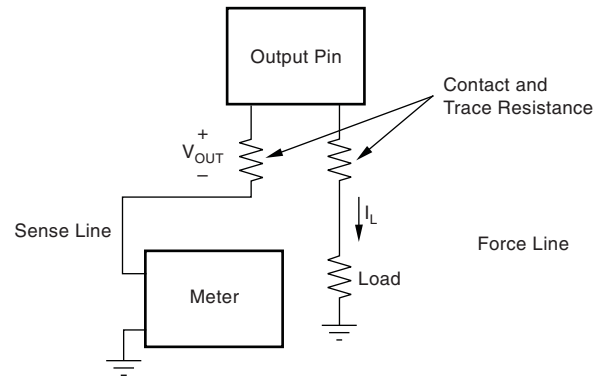 Output Pin
Contact and
Trace Resistance
+
V_OUT
–
I_L
Sense Line
Force Line
Load
Meter